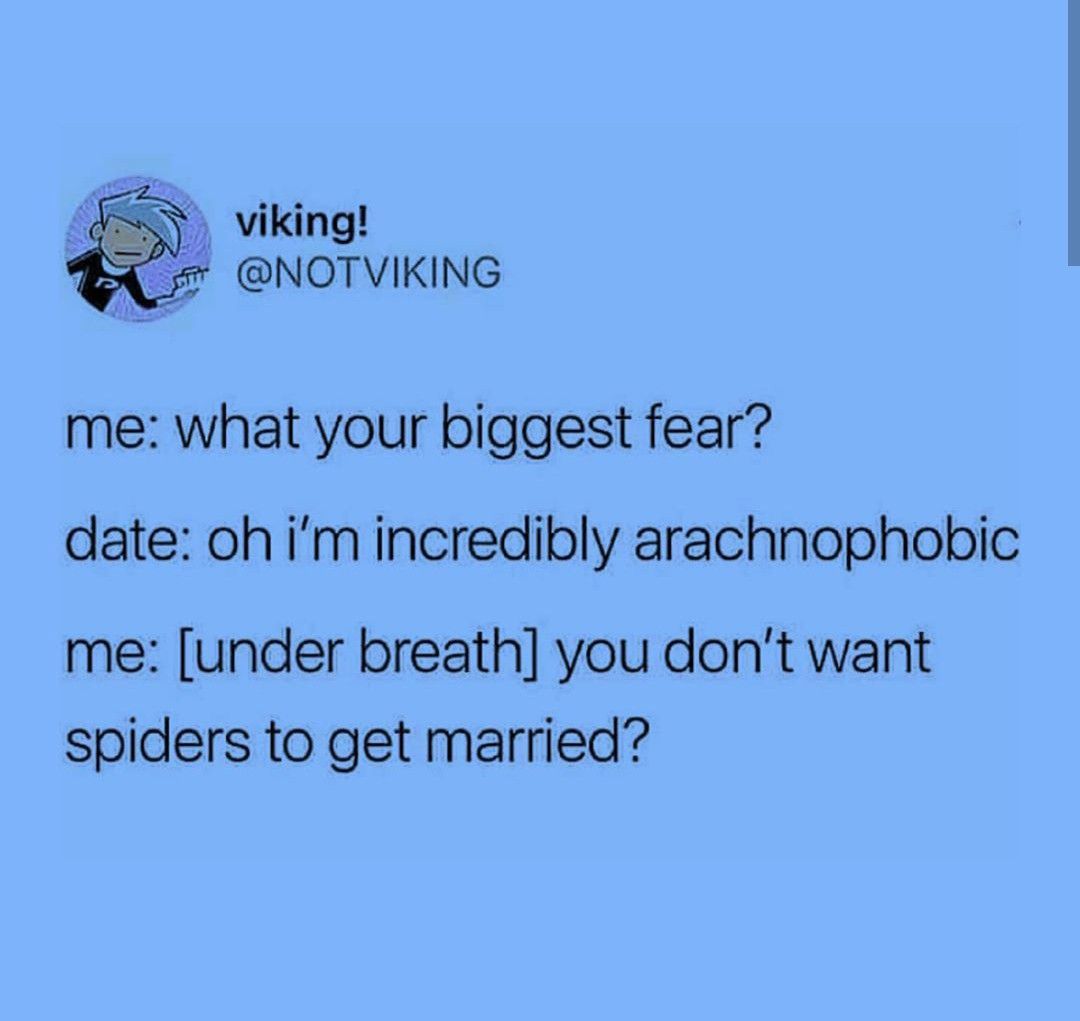 viking!
@NOTVIKING
me: what your biggest fear?
date: oh i'm incredibly arachnophobic
me: [under breath] you don't want
spiders to get married?